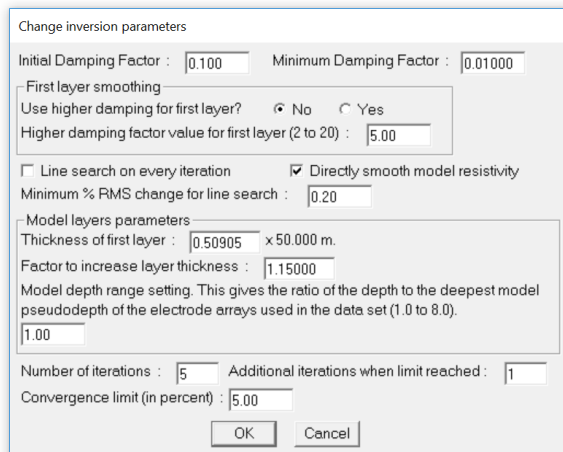 Change inversion parameters
Initial Damping Factor : 0.100 Minimum Damping Factor : 0.01000
First layer smoothing
Use higher damping for first layer? No Yes
Higher damping factor value for first layer (2 to 20) : 5.00
Line search on every iteration Directly smooth model resistivity
Minimum % RMS change for line search : 0.20
Model layers parameters
Thickness of first layer : 0.50905 x 50.000 m.
Factor to increase layer thickness : 1.15000
Model depth range setting. This gives the ratio of the depth to the deepest model
pseudodepth of the electrode arrays used in the data set (1.0 to 8.0).
1.00
Number of iterations : 5 Additional iterations when limit reached : 1
Convergence limit (in percent) : 5.00
OK Cancel